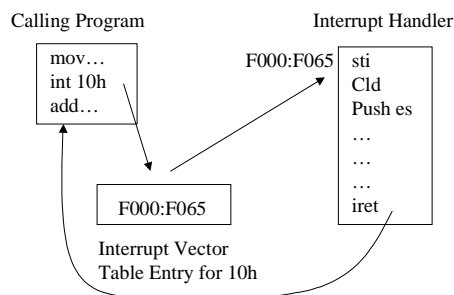 Calling Program
mov…
int 10h
add…
Interrupt Handler
F000:F065
sti
Cld
Push es
…
…
…
iret
F000:F065
Interrupt Vector
Table Entry for 10h